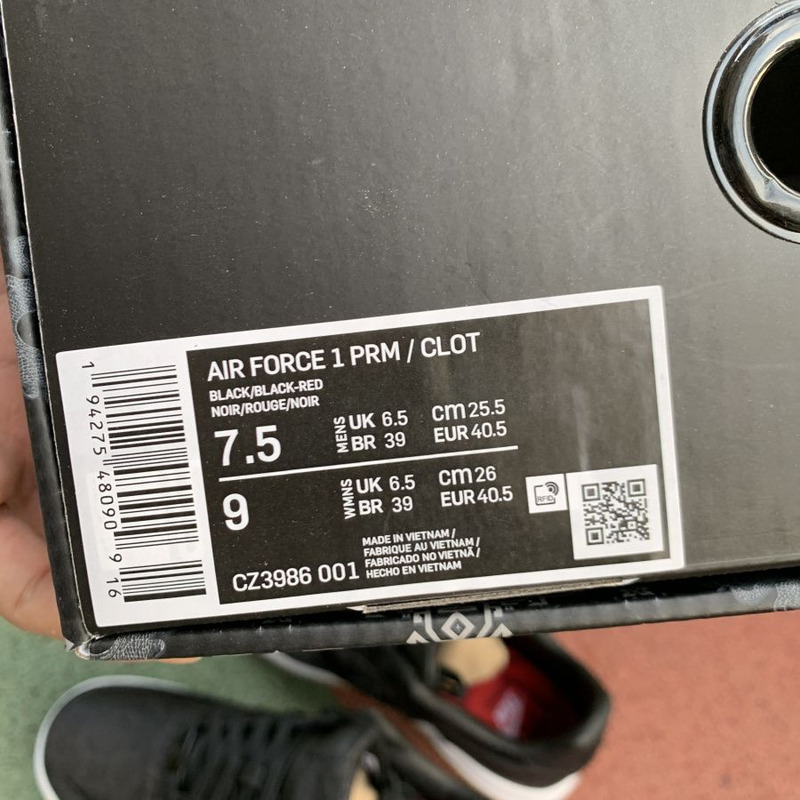 AIR FORCE 1 PRM / CLOT
BLACK/BLACK-RED
NOIR/ROUGE/NOIR
7.5 MENS UK 6.5 cm 25.5
BR 39 EUR 40.5
9 WMNS UK 6.5 cm 26
BR 39 EUR 40.5
RFID
CZ3986 001
MADE IN VIETNAM /
FABRIQUE AU VIETNAM /
FABRICADO NO VIETNÃ /
HECHO EN VIETNAM
1 94275 48090 9 16